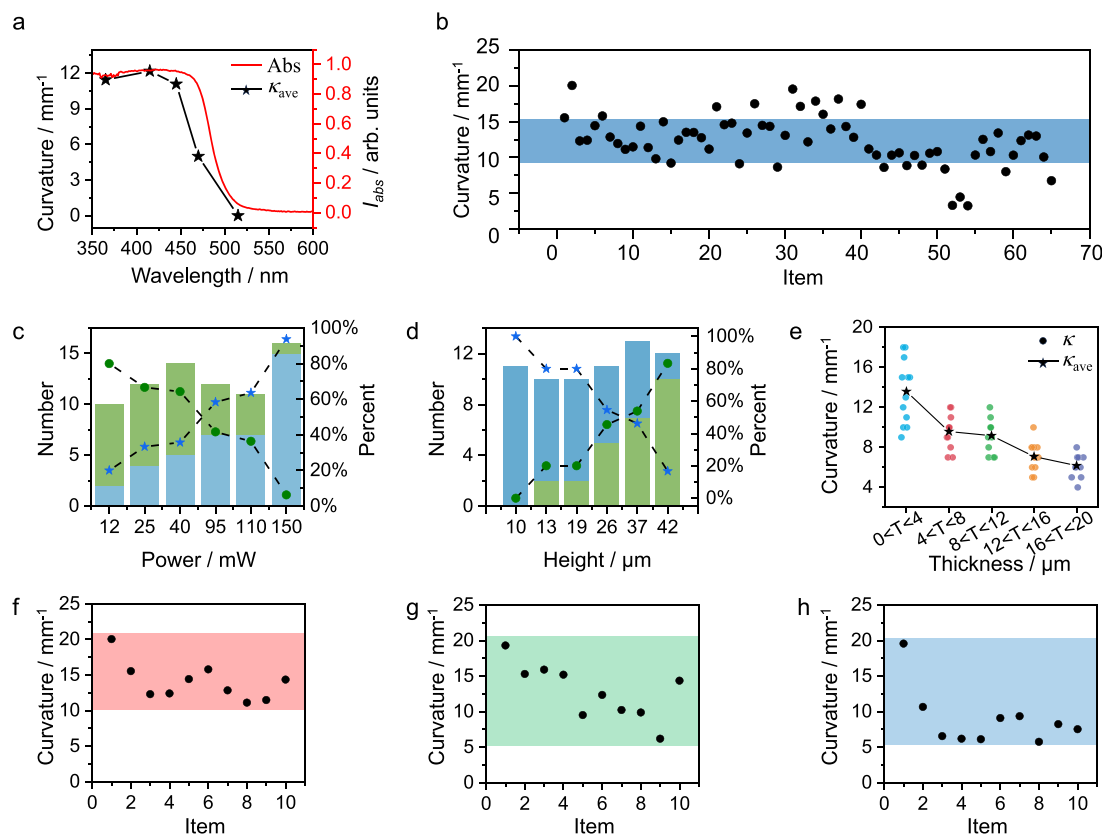 a
Curvature / mm⁻¹
12
9
6
3
0
Abs
κave
1.0
0.8
0.6
0.4
0.2
0.0
Iabs / arb. units
350 400 450 500 550 600
Wavelength / nm
b
Curvature / mm⁻¹
25
20
15
10
5
0
0 10 20 30 40 50 60 70
Item
c
Number
15
10
5
0
100%
80%
60%
40%
20%
0%
Percent
12 25 40 95 110 150
Power / mW
d
Number
12
9
6
3
0
100%
80%
60%
40%
20%
0%
Percent
10 13 19 26 37 42
Height / µm
e
Curvature / mm⁻¹
20
16
12
8
4
κ
κave
0<T<4 4<T<8 8<T<12 12<T<16 16<T<20
Thickness / µm
f
Curvature / mm⁻¹
25
20
15
10
5
0
0 2 4 6 8 10
Item
g
Curvature / mm⁻¹
25
20
15
10
5
0
0 2 4 6 8 10
Item
h
Curvature / mm⁻¹
25
20
15
10
5
0
0 2 4 6 8 10
Item